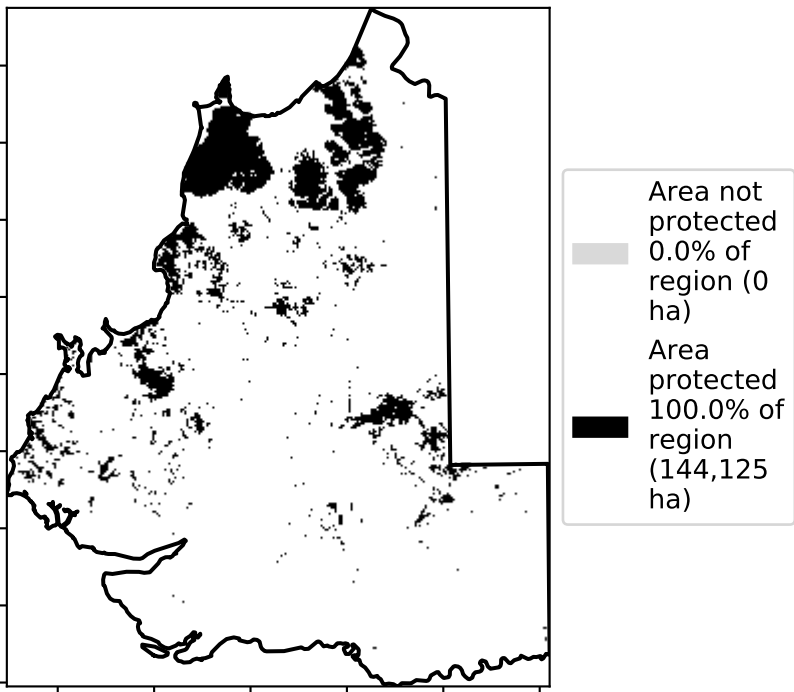 Area not
protected
0.0% of
region (0
ha)
Area
protected
100.0% of
region
(144,125
ha)